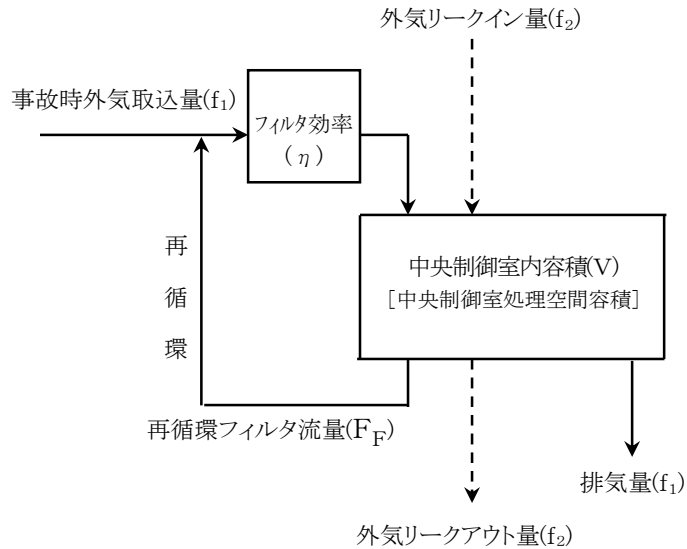 外気リークイン量(f₂)
事故時外気取込量(f₁)
フィルタ効率
(η)
中央制御室内容積(V)
[中央制御室処理空間容積]
再
循
環
再循環フィルタ流量(F_F)
排気量(f₁)
外気リークアウト量(f₂)